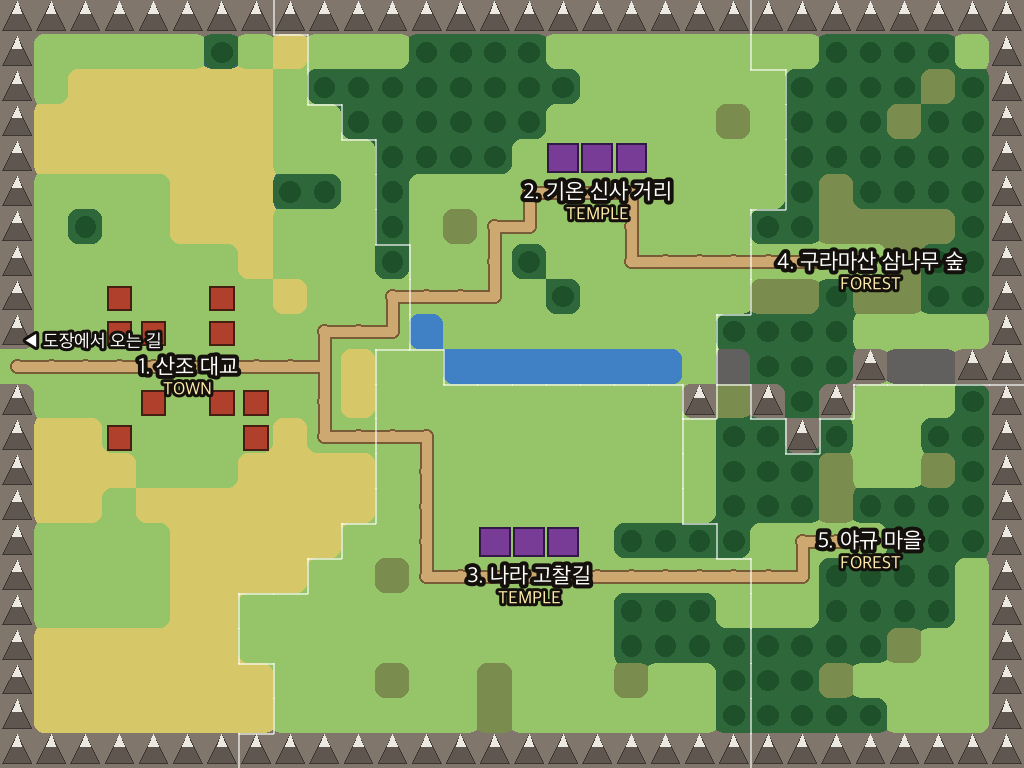 2. 기온 신사 거리
TEMPLE
4. 구라마산 삼나무 숲
FOREST
◀ 도장에서 오는 길
1. 산조 대교
TOWN
5. 야규 마을
FOREST
3. 나라 고찰길
TEMPLE